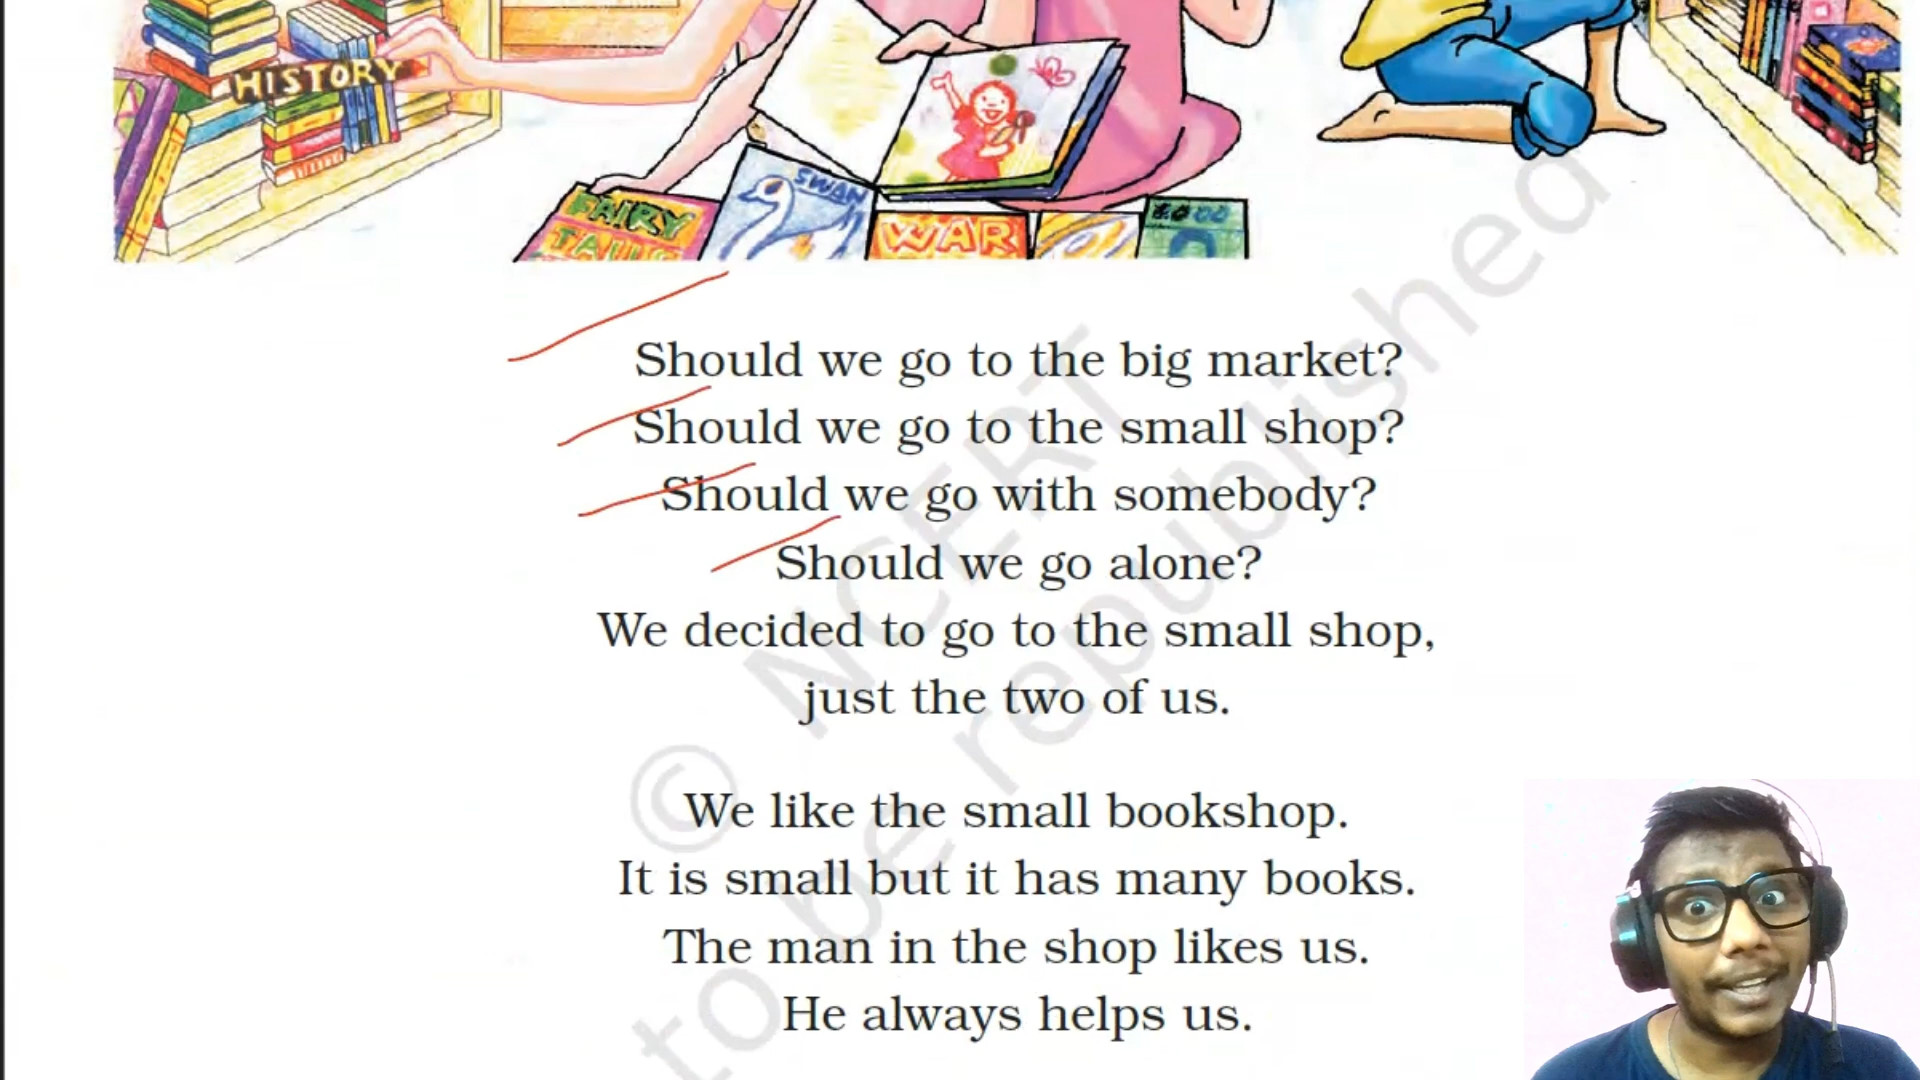 HISTORY
FAIRY
SWAN
WAR
Should we go to the big market?
Should we go to the small shop?
Should we go with somebody?
Should we go alone?
We decided to go to the small shop,
just the two of us.
We like the small bookshop.
It is small but it has many books.
The man in the shop likes us.
He always helps us.
© NCERT
to be republished